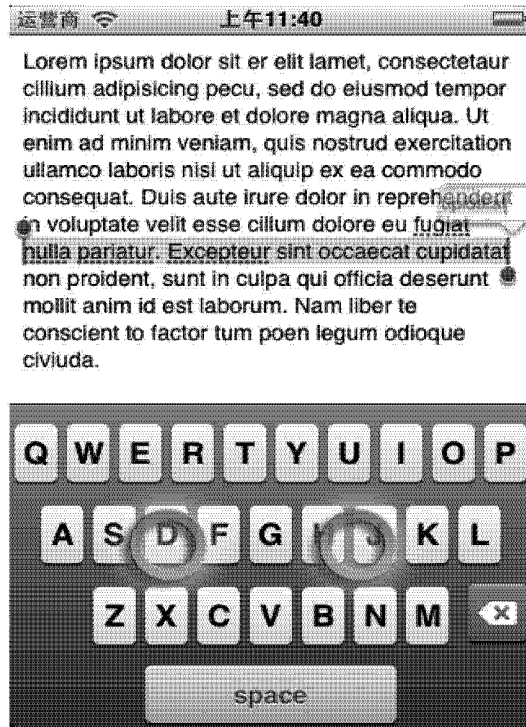 运营商 上午11:40
Lorem ipsum dolor sit er elit lamet, consectetaur
cillium adipisicing pecu, sed do eiusmod tempor
incididunt ut labore et dolore magna aliqua. Ut
enim ad minim veniam, quis nostrud exercitation
ullamco laboris nisi ut aliquip ex ea commodo
consequat. Duis aute irure dolor in reprehenderit
in voluptate velit esse cillum dolore eu fugiat
nulla pariatur. Excepteur sint occaecat cupidatat
non proident, sunt in culpa qui officia deserunt
mollit anim id est laborum. Nam liber te
conscient to factor tum poen legum odioque
civiuda.
Q W E R T Y U I O P
A S D F G H J K L
Z X C V B N M
space